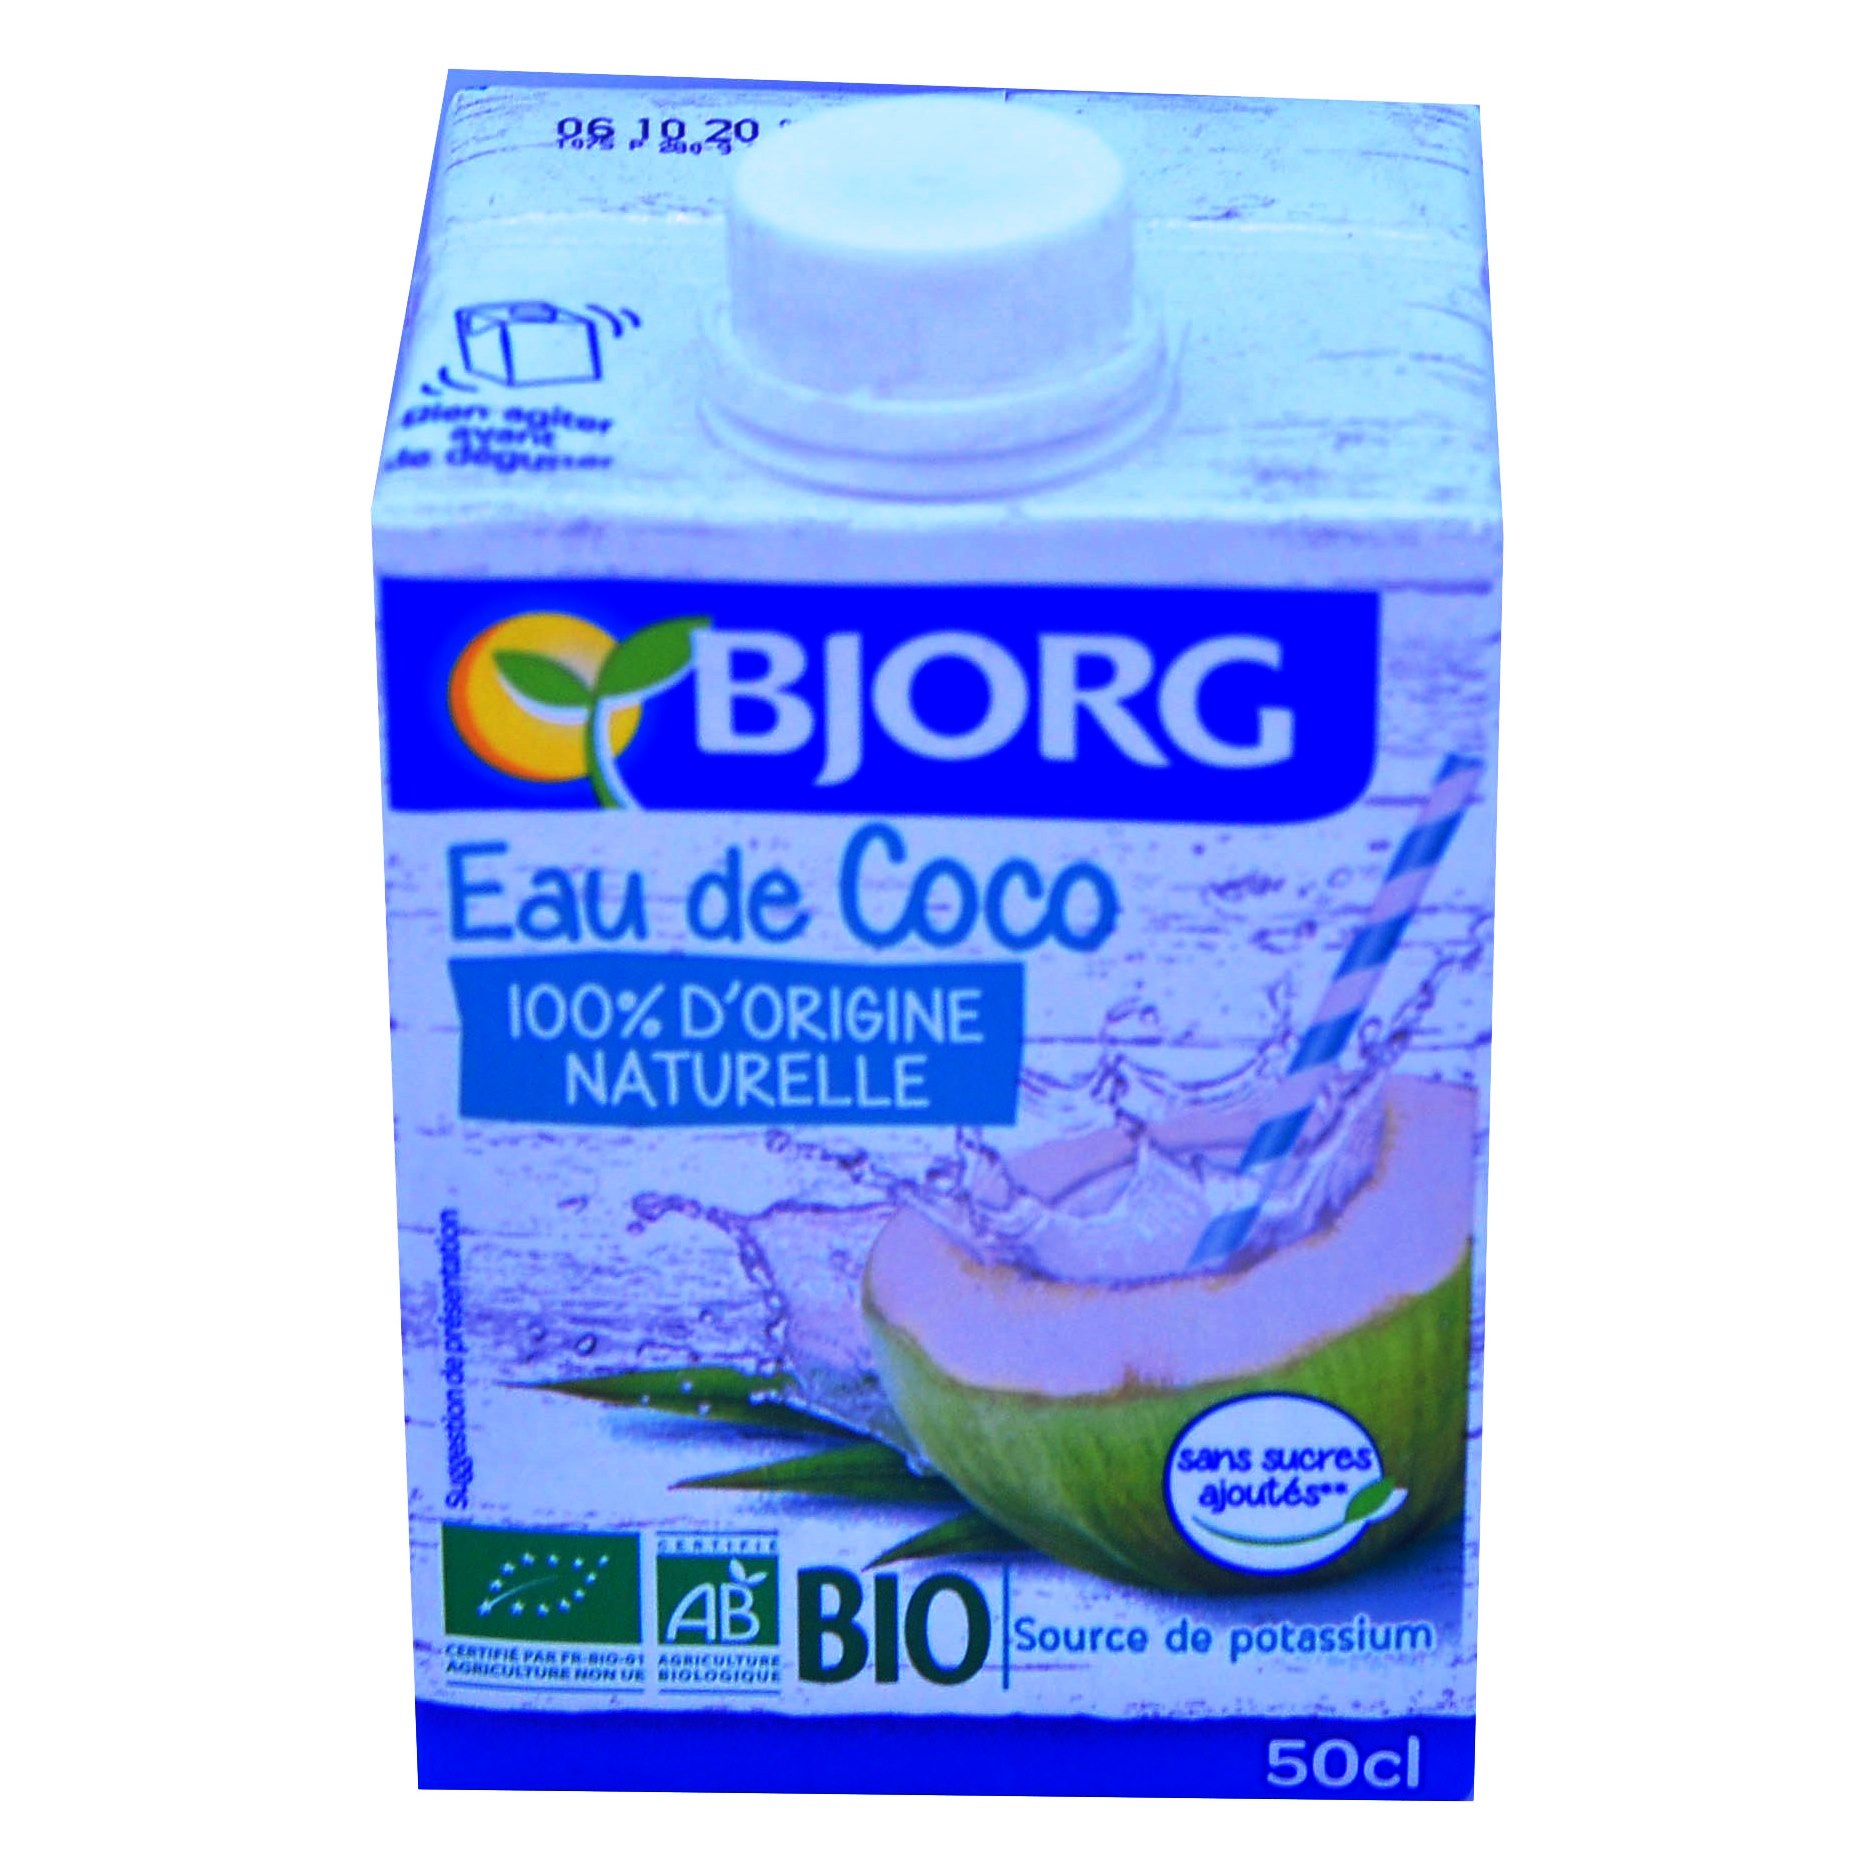 06 10 20
Bien agiter
avant
de déguster
BJORG
Eau de Coco
100% D'ORIGINE
NATURELLE
Suggestion de présentation
sans sucres
ajoutés**
CERTIFIÉ PAR FR-BIO-01
AGRICULTURE NON UE
CERTIFIÉ
AB
AGRICULTURE
BIOLOGIQUE
BIO
Source de potassium
50cl